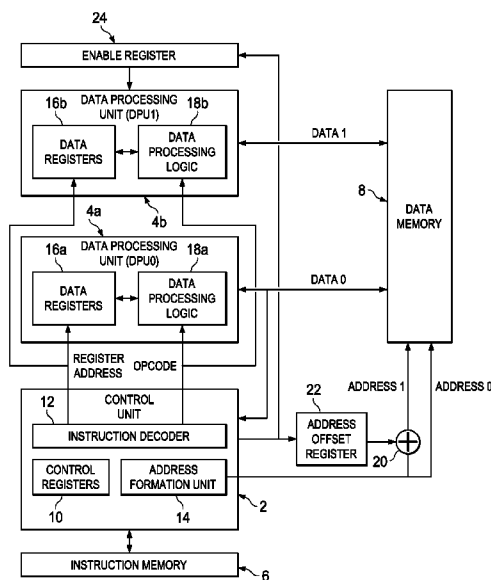 24
ENABLE REGISTER
16b
DATA PROCESSING
UNIT (DPU1)
18b
DATA
REGISTERS
DATA
PROCESSING
LOGIC
DATA 1
8
DATA
MEMORY
4a
4b
16a
DATA PROCESSING
UNIT (DPU0)
18a
DATA
REGISTERS
DATA
PROCESSING
LOGIC
DATA 0
REGISTER
ADDRESS
OPCODE
ADDRESS 1
ADDRESS 0
12
CONTROL
UNIT
22
INSTRUCTION DECODER
ADDRESS
OFFSET
REGISTER
20
CONTROL
REGISTERS
ADDRESS
FORMATION UNIT
10
14
2
INSTRUCTION MEMORY
6